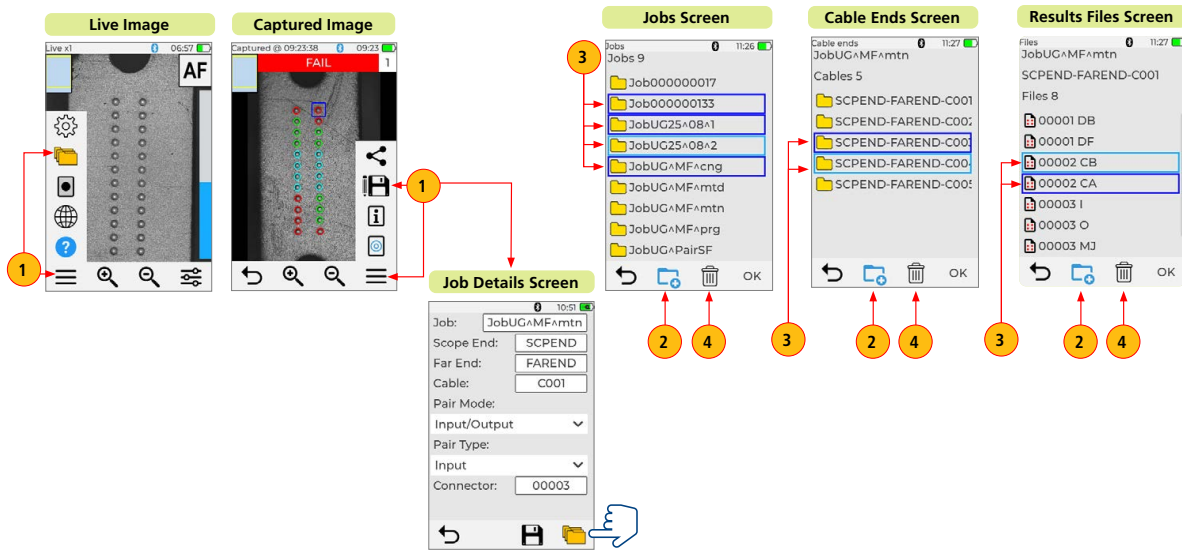 Live Image
Live x1 06:57
AF
?
1
Captured Image
Captured @ 09:23:38 09:23
FAIL 1
i
1
Job Details Screen
10:51
Job: JobUG^MF^mtn
Scope End: SCPEND
Far End: FAREND
Cable: C001
Pair Mode:
Input/Output
Pair Type:
Input
Connector: 00003
Jobs Screen
Jobs 11:26
Jobs 9
Job000000017
Job000000133
JobUG25^08^1
JobUG25^08^2
JobUG^MF^cng
JobUG^MF^mtd
JobUG^MF^mtn
JobUG^MF^prg
JobUG^PairSF
OK
3
2
4
Cable Ends Screen
Cable ends 11:27
JobUG^MF^mtn
Cables 5
SCPEND-FAREND-C001
SCPEND-FAREND-C002
SCPEND-FAREND-C003
SCPEND-FAREND-C004
SCPEND-FAREND-C005
OK
3
2
4
Results Files Screen
Files 11:27
JobUG^MF^mtn
SCPEND-FAREND-C001
Files 8
00001 DB
00001 DF
00002 CB
00002 CA
00003 I
00003 O
00003 MJ
OK
3
2
4